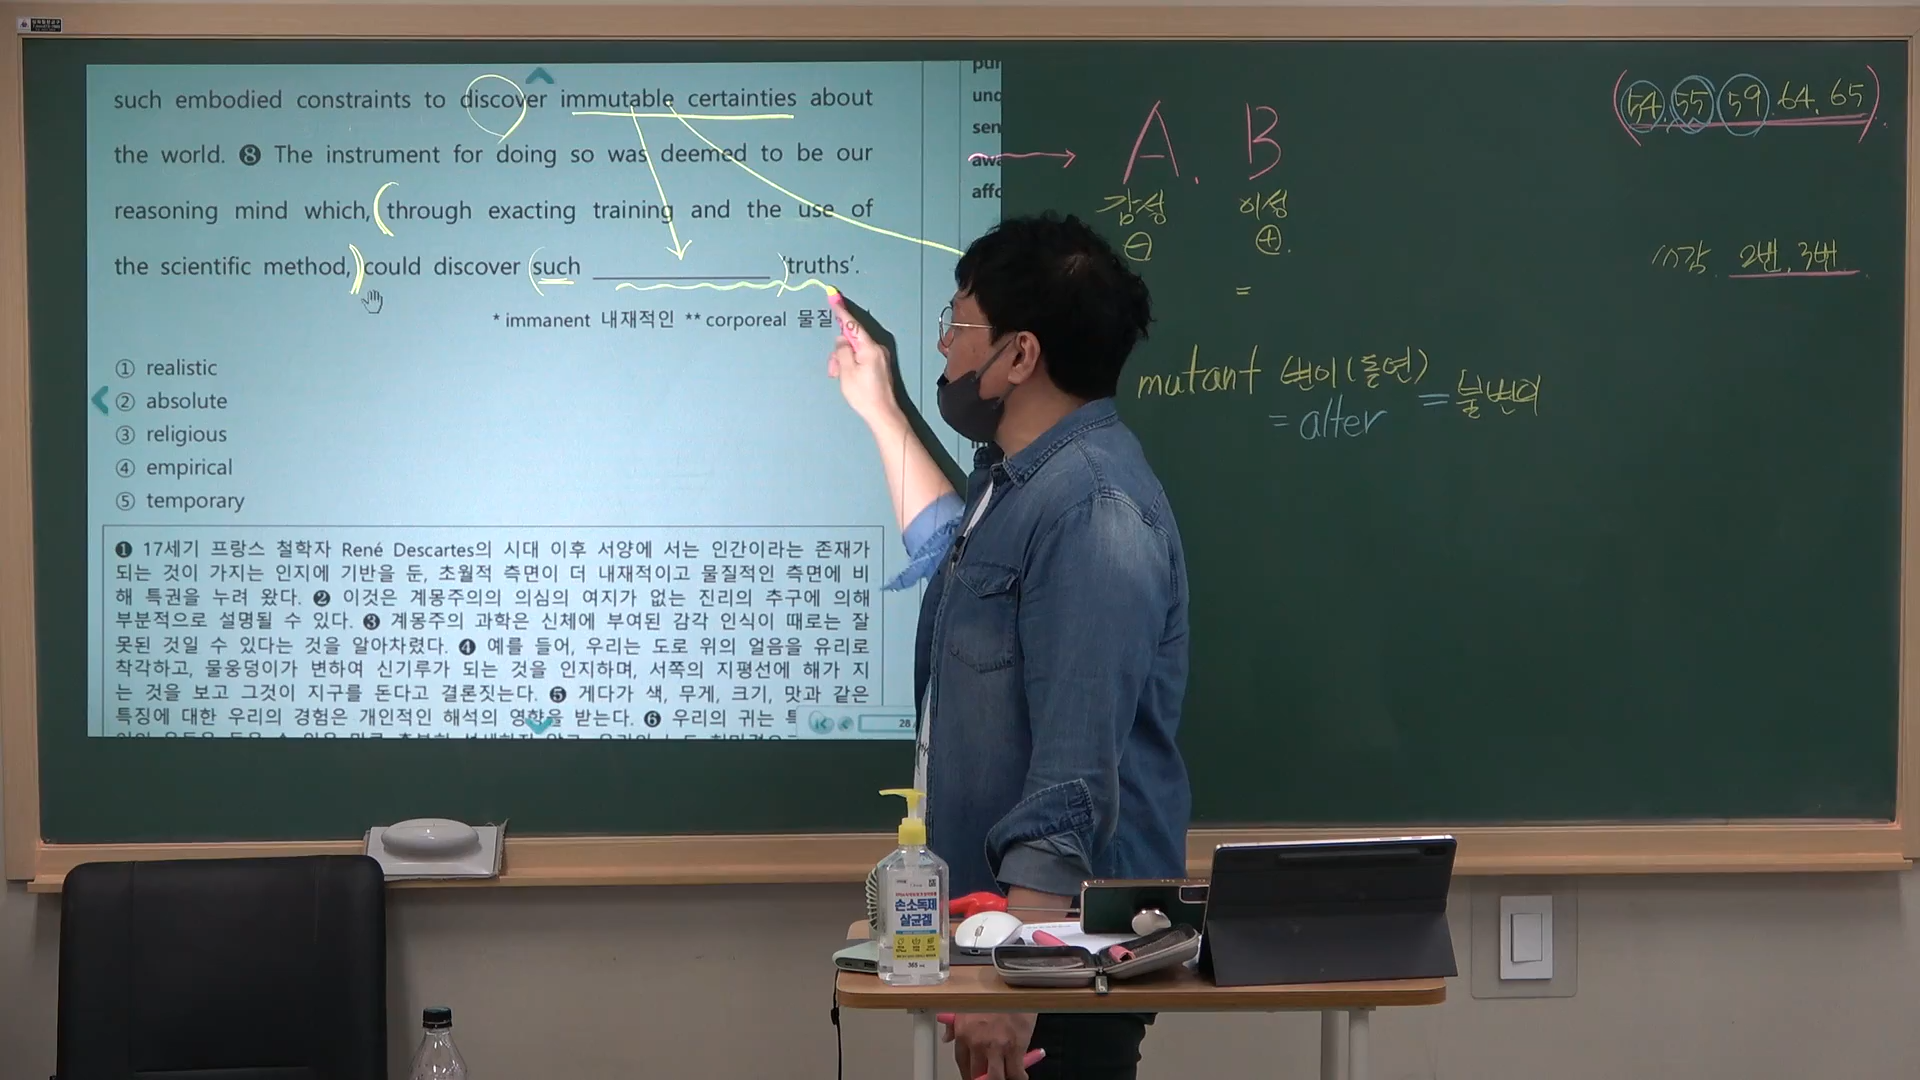 such embodied constraints to discover immutable certainties about
the world. ❽ The instrument for doing so was deemed to be our
reasoning mind which, through exacting training and the use of
the scientific method, could discover such ____________ 'truths'.
* immanent 내재적인 ** corporeal 물질
① realistic
② absolute
③ religious
④ empirical
⑤ temporary
❶ 17세기 프랑스 철학자 René Descartes의 시대 이후 서양에 서는 인간이라는 존재가
되는 것이 가지는 인지에 기반을 둔, 초월적 측면이 더 내재적이고 물질적인 측면에 비
해 특권을 누려 왔다. ❷ 이것은 계몽주의의 의심의 여지가 없는 진리의 추구에 의해
부분적으로 설명될 수 있다. ❸ 계몽주의 과학은 신체에 부여된 감각 인식이 때로는 잘
못된 것일 수 있다는 것을 알아차렸다. ❹ 예를 들어, 우리는 도로 위의 얼음을 유리로
착각하고, 물웅덩이가 변하여 신기루가 되는 것을 인지하며, 서쪽의 지평선에 해가 지
는 것을 보고 그것이 지구를 돈다고 결론짓는다. ❺ 게다가 색, 무게, 크기, 맛과 같은
특징에 대한 우리의 경험은 개인적인 해석의 영향을 받는다. ❻ 우리의 귀는
28
pur
und
sen
awa
affo
A. B
감성 이성
⊖ ⊕.
=
mutant 변이(돌연)
= alter = 불변의
(54, 55, 59, 64, 65)
2번, 3번
손소독제
살균겔